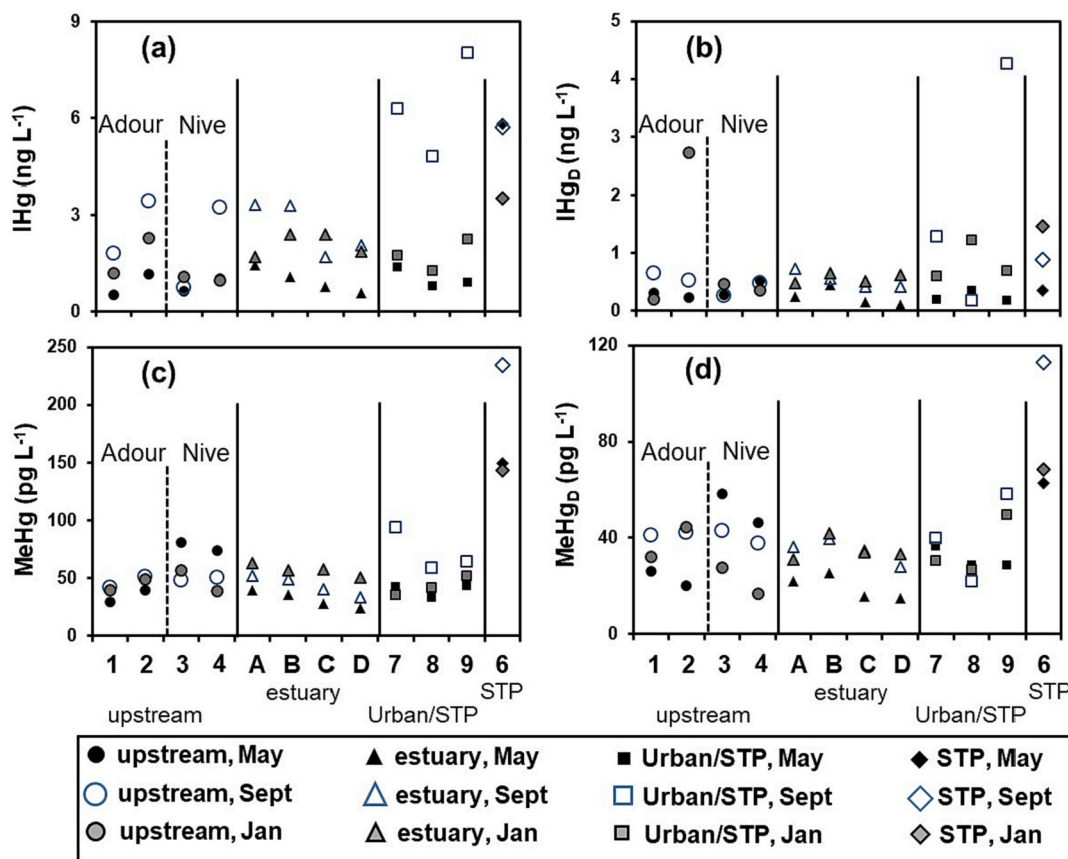 (a)
IHg (ng L-1)
9
6
3
0
Adour
Nive
(b)
IHgD (ng L-1)
5
4
3
2
1
0
(c)
MeHg (pg L-1)
250
200
150
100
50
0
Adour
Nive
1 2 3 4 A B C D 7 8 9 6
estuary
STP
upstream
Urban/STP
(d)
MeHgD (pg L-1)
120
80
40
0
Adour
Nive
1 2 3 4 A B C D 7 8 9 6
estuary
STP
upstream
Urban/STP
upstream, May
estuary, May
Urban/STP, May
STP, May
upstream, Sept
estuary, Sept
Urban/STP, Sept
STP, Sept
upstream, Jan
estuary, Jan
Urban/STP, Jan
STP, Jan